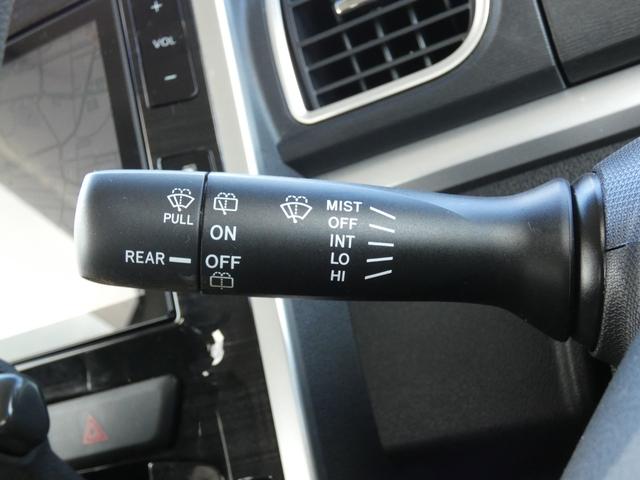 +
VOL
-
PULL
ON
REAR
OFF
MIST
OFF
INT
LO
HI